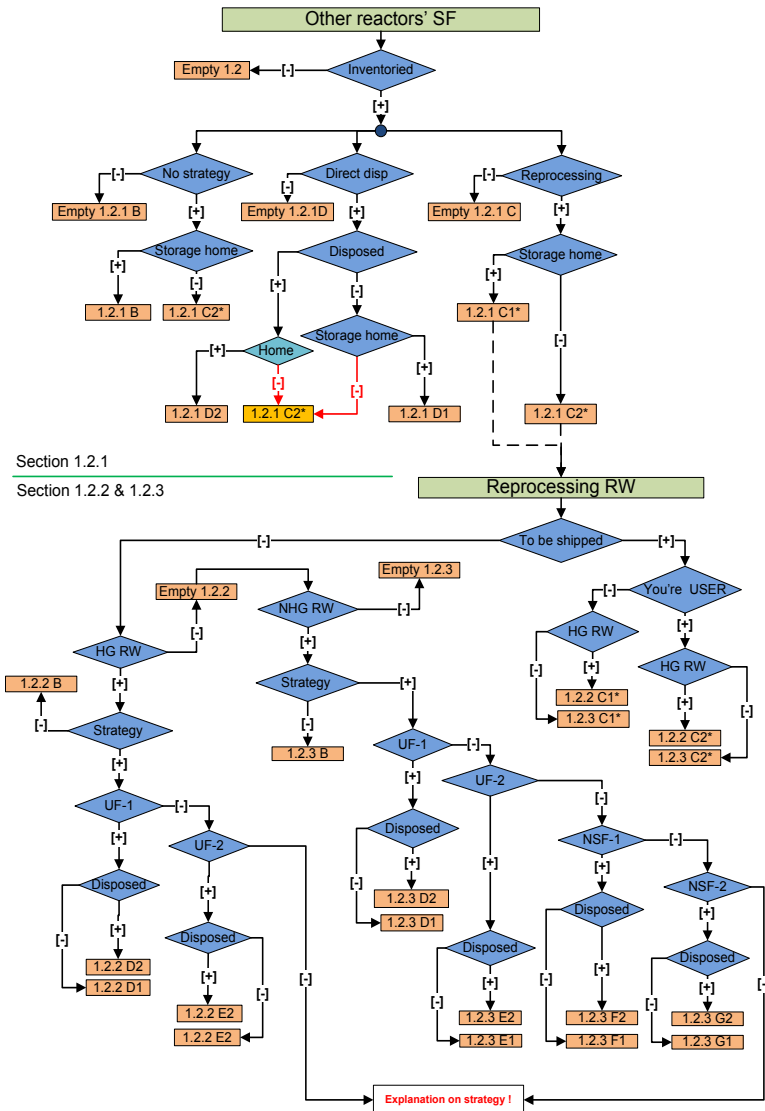 Other reactors' SF
Empty 1.2
[-]
Inventoried
[+]
[-]
No strategy
[-]
Direct disp
[-]
Reprocessing
Empty 1.2.1 B
[+]
Empty 1.2.1D
[+]
Empty 1.2.1 C
[+]
Storage home
Disposed
Storage home
[+]
[-]
[+]
[-]
[+]
1.2.1 B
1.2.1 C2*
1.2.1 C1*
Storage home
[-]
Home
[+]
[-]
[-]
[+]
1.2.1 D2
1.2.1 C2*
1.2.1 D1
1.2.1 C2*
Section 1.2.1
Section 1.2.2 & 1.2.3
Reprocessing RW
[-]
To be shipped
[+]
Empty 1.2.2
Empty 1.2.3
NHG RW
[-]
[-]
You're USER
[-]
HG RW
HG RW
[+]
[-]
[+]
HG RW
1.2.2 B
[+]
[+]
[-]
[+]
[-]
Strategy
[+]
1.2.2 C1*
1.2.3 C1*
[+]
[-]
Strategy
[-]
1.2.2 C2*
1.2.3 B
1.2.3 C2*
[+]
UF-1
[-]
UF-2
[+]
UF-1
[-]
[-]
[+]
UF-2
NSF-1
[-]
Disposed
[+]
[+]
NSF-2
Disposed
[+]
[-]
[+]
1.2.3 D2
1.2.3 D1
Disposed
[+]
[-]
[+]
Disposed
Disposed
Disposed
1.2.2 D2
1.2.2 D1
[+]
[-]
[-]
[-]
[+]
[-]
[+]
[-]
[+]
[-]
1.2.2 E2
1.2.3 E2
1.2.3 F2
1.2.3 G2
1.2.2 E2
1.2.3 E1
1.2.3 F1
1.2.3 G1
Explanation on strategy !